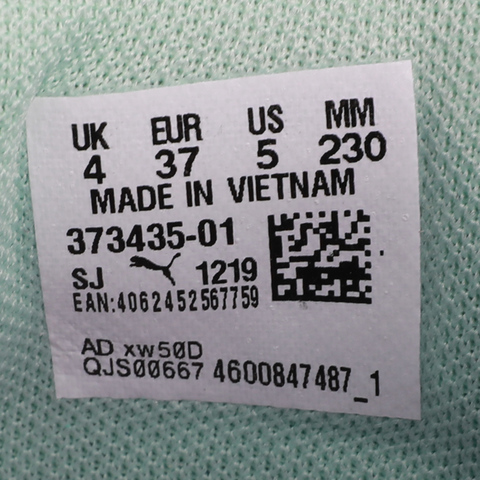 UK EUR US MM
4 37 5 230
MADE IN VIETNAM
373435-01
SJ 1219
EAN:4062452567759
AD xw50D
QJS00667 4600847487_1